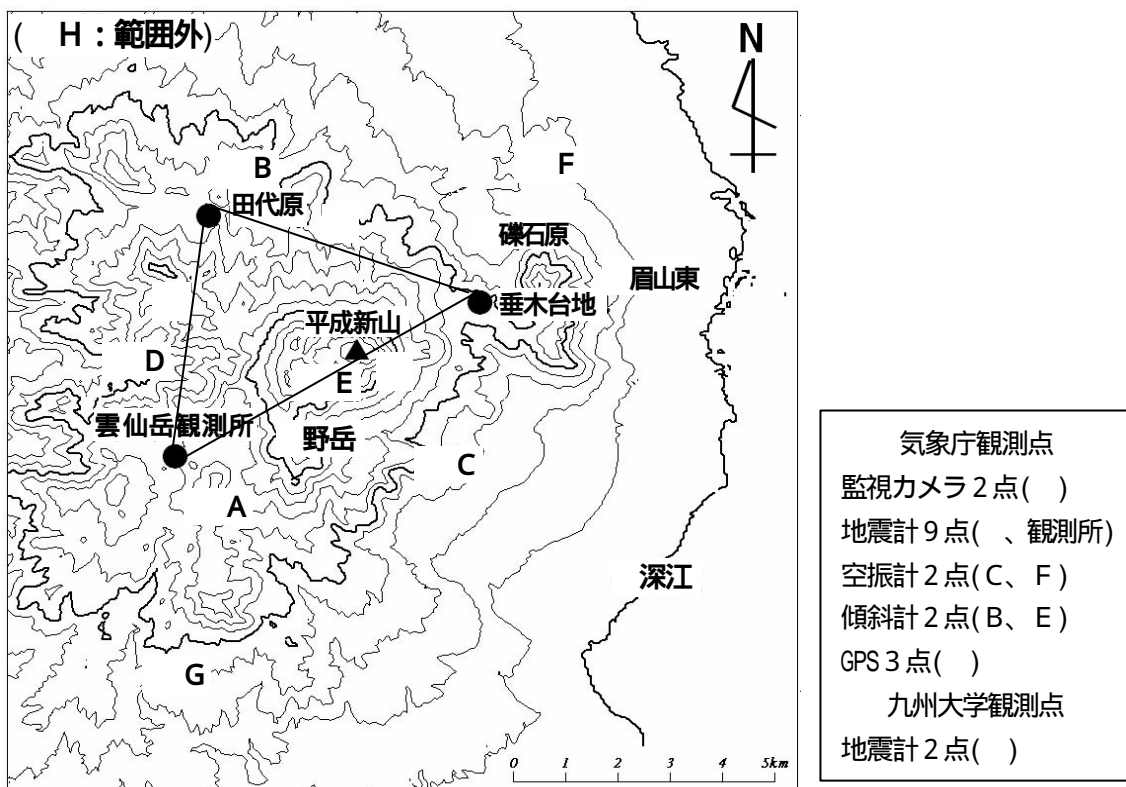 ( H：範囲外)
N
B
F
田代原
礫石原
眉山東
垂木台地
平成新山
D
E
雲仙岳観測所
野岳
C
A
深江
G
0 1 2 3 4 5km
気象庁観測点
監視カメラ２点( )
地震計９点( 、観測所)
空振計２点(Ｃ、Ｆ)
傾斜計２点(Ｂ、Ｅ)
GPS３点( )
九州大学観測点
地震計２点( )